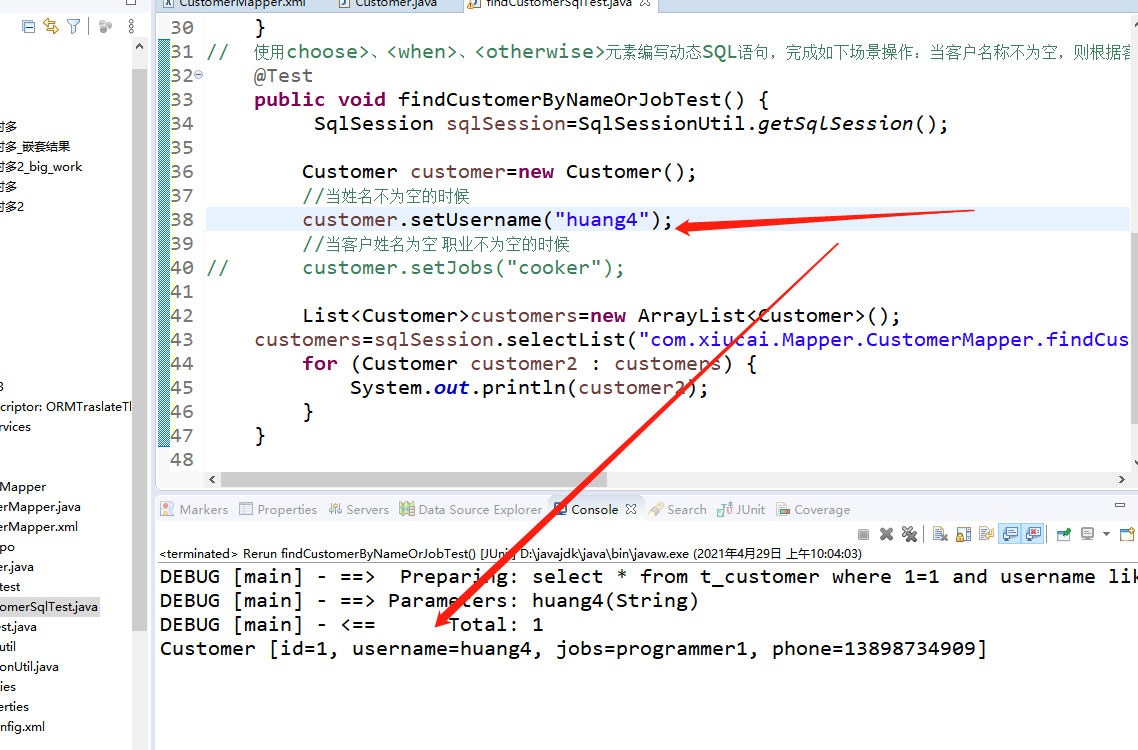 CustomerMapper.xml Customer.java findCustomerSqlTest.java
时多
时多_嵌套结果
时多2_big_work
时多
时多2
3
criptor: ORMTraslateTl
rvices
Mapper
erMapper.java
erMapper.xml
po
er.java
test
omerSqlTest.java
est.java
util
onUtil.java
ies
erties
nfig.xml
30 }
31 // 使用choose>、<when>、<otherwise>元素编写动态SQL语句，完成如下场景操作：当客户名称不为空，则根据客
32 @Test
33 public void findCustomerByNameOrJobTest() {
34 SqlSession sqlSession=SqlSessionUtil.getSqlSession();
35
36 Customer customer=new Customer();
37 //当姓名不为空的时候
38 customer.setUsername("huang4");
39 //当客户姓名为空 职业不为空的时候
40 // customer.setJobs("cooker");
41
42 List<Customer>customers=new ArrayList<Customer>();
43 customers=sqlSession.selectList("com.xiucai.Mapper.CustomerMapper.findCus
44 for (Customer customer2 : customers) {
45 System.out.println(customer2);
46 }
47 }
48
Markers Properties Servers Data Source Explorer Console Search JUnit Coverage
<terminated> Rerun findCustomerByNameOrJobTest() [JUnit] D:\javajdk\java\bin\javaw.exe (2021年4月29日 上午10:04:03)
DEBUG [main] - ==>  Preparing: select * from t_customer where 1=1 and username lik
DEBUG [main] - ==> Parameters: huang4(String)
DEBUG [main] - <==      Total: 1
Customer [id=1, username=huang4, jobs=programmer1, phone=13898734909]